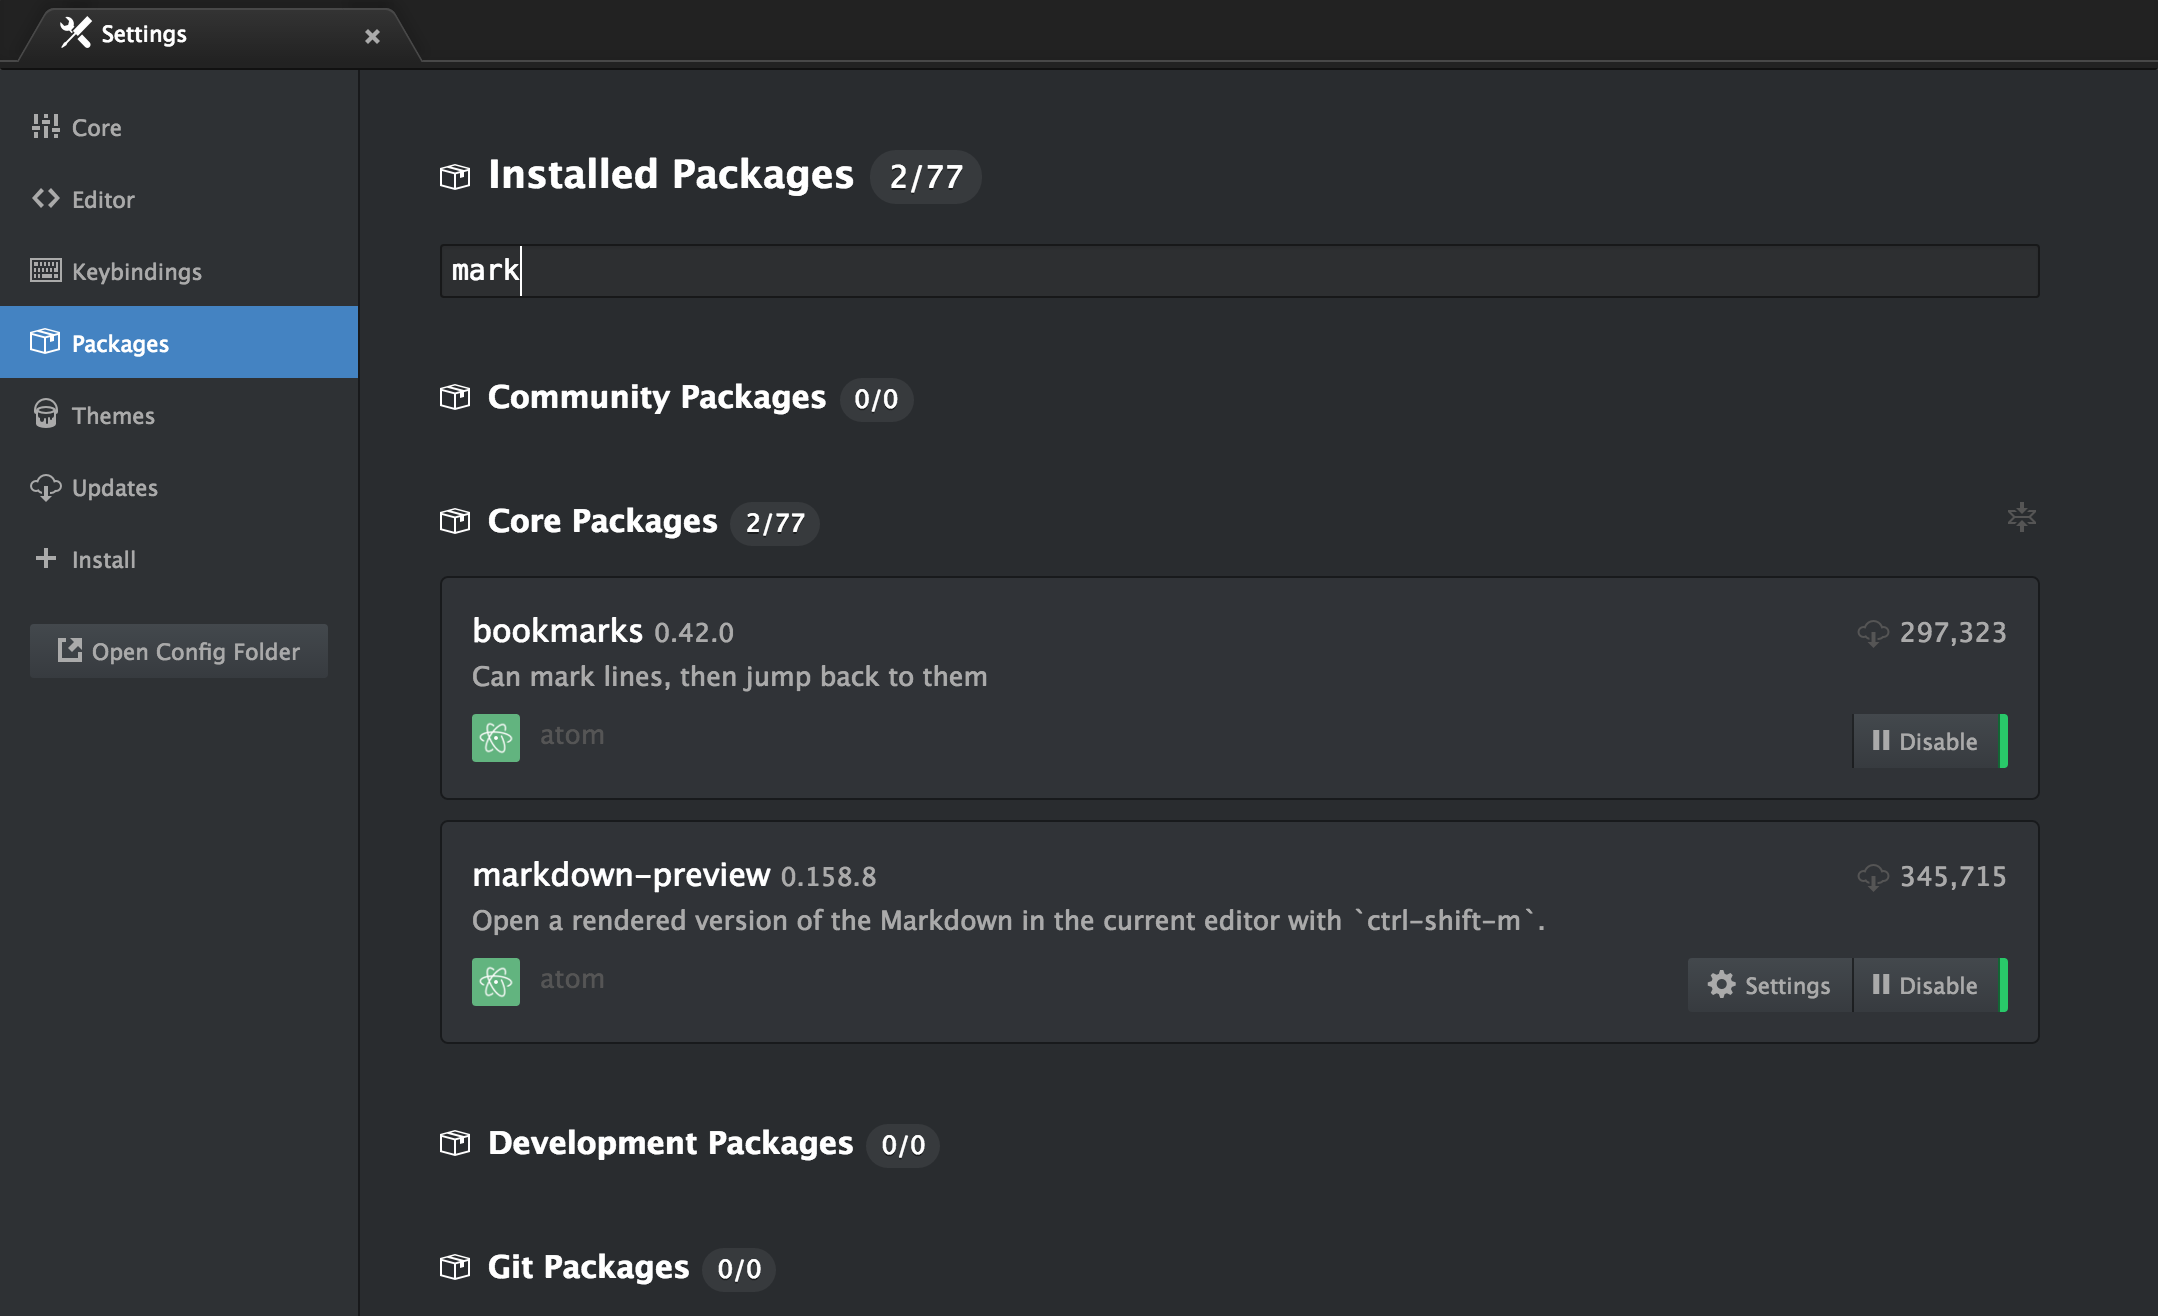 Settings
Core
Editor
Keybindings
Packages
Themes
Updates
Install
Open Config Folder
Installed Packages 2/77
mark
Community Packages 0/0
Core Packages 2/77
bookmarks 0.42.0
297,323
Can mark lines, then jump back to them
atom
Disable
markdown-preview 0.158.8
345,715
Open a rendered version of the Markdown in the current editor with `ctrl-shift-m`.
atom
Settings
Disable
Development Packages 0/0
Git Packages 0/0